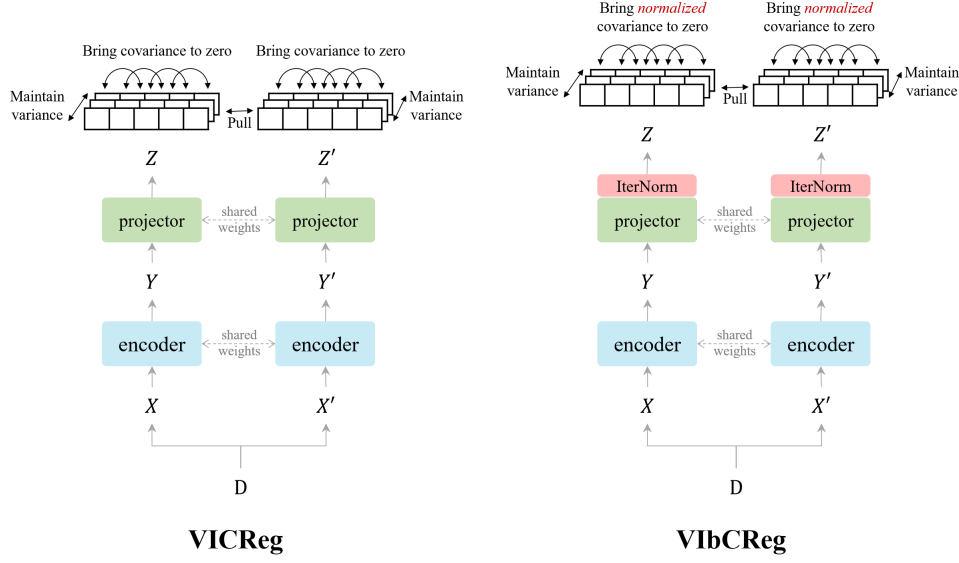 Bring covariance to zero
Bring covariance to zero
Maintain
variance
Pull
Maintain
variance
Z
Z′
projector
shared
weights
projector
Y
Y′
encoder
shared
weights
encoder
X
X′
D
VICReg
Bring normalized
covariance to zero
Bring normalized
covariance to zero
Maintain
variance
Pull
Maintain
variance
Z
Z′
IterNorm
IterNorm
projector
shared
weights
projector
Y
Y′
encoder
shared
weights
encoder
X
X′
D
VIbCReg